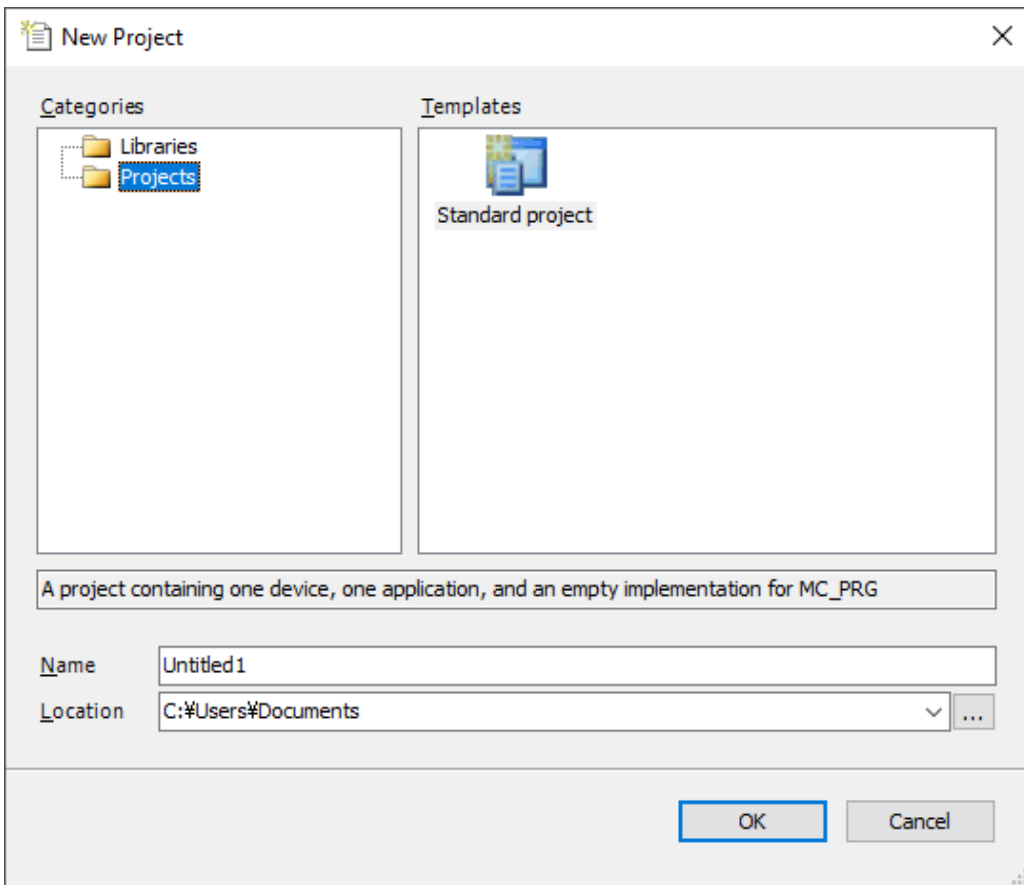 New Project
Categories
Templates
Libraries
Projects
Standard project
A project containing one device, one application, and an empty implementation for MC_PRG
Name
Untitled1
Location
C:¥Users¥Documents
...
OK
Cancel